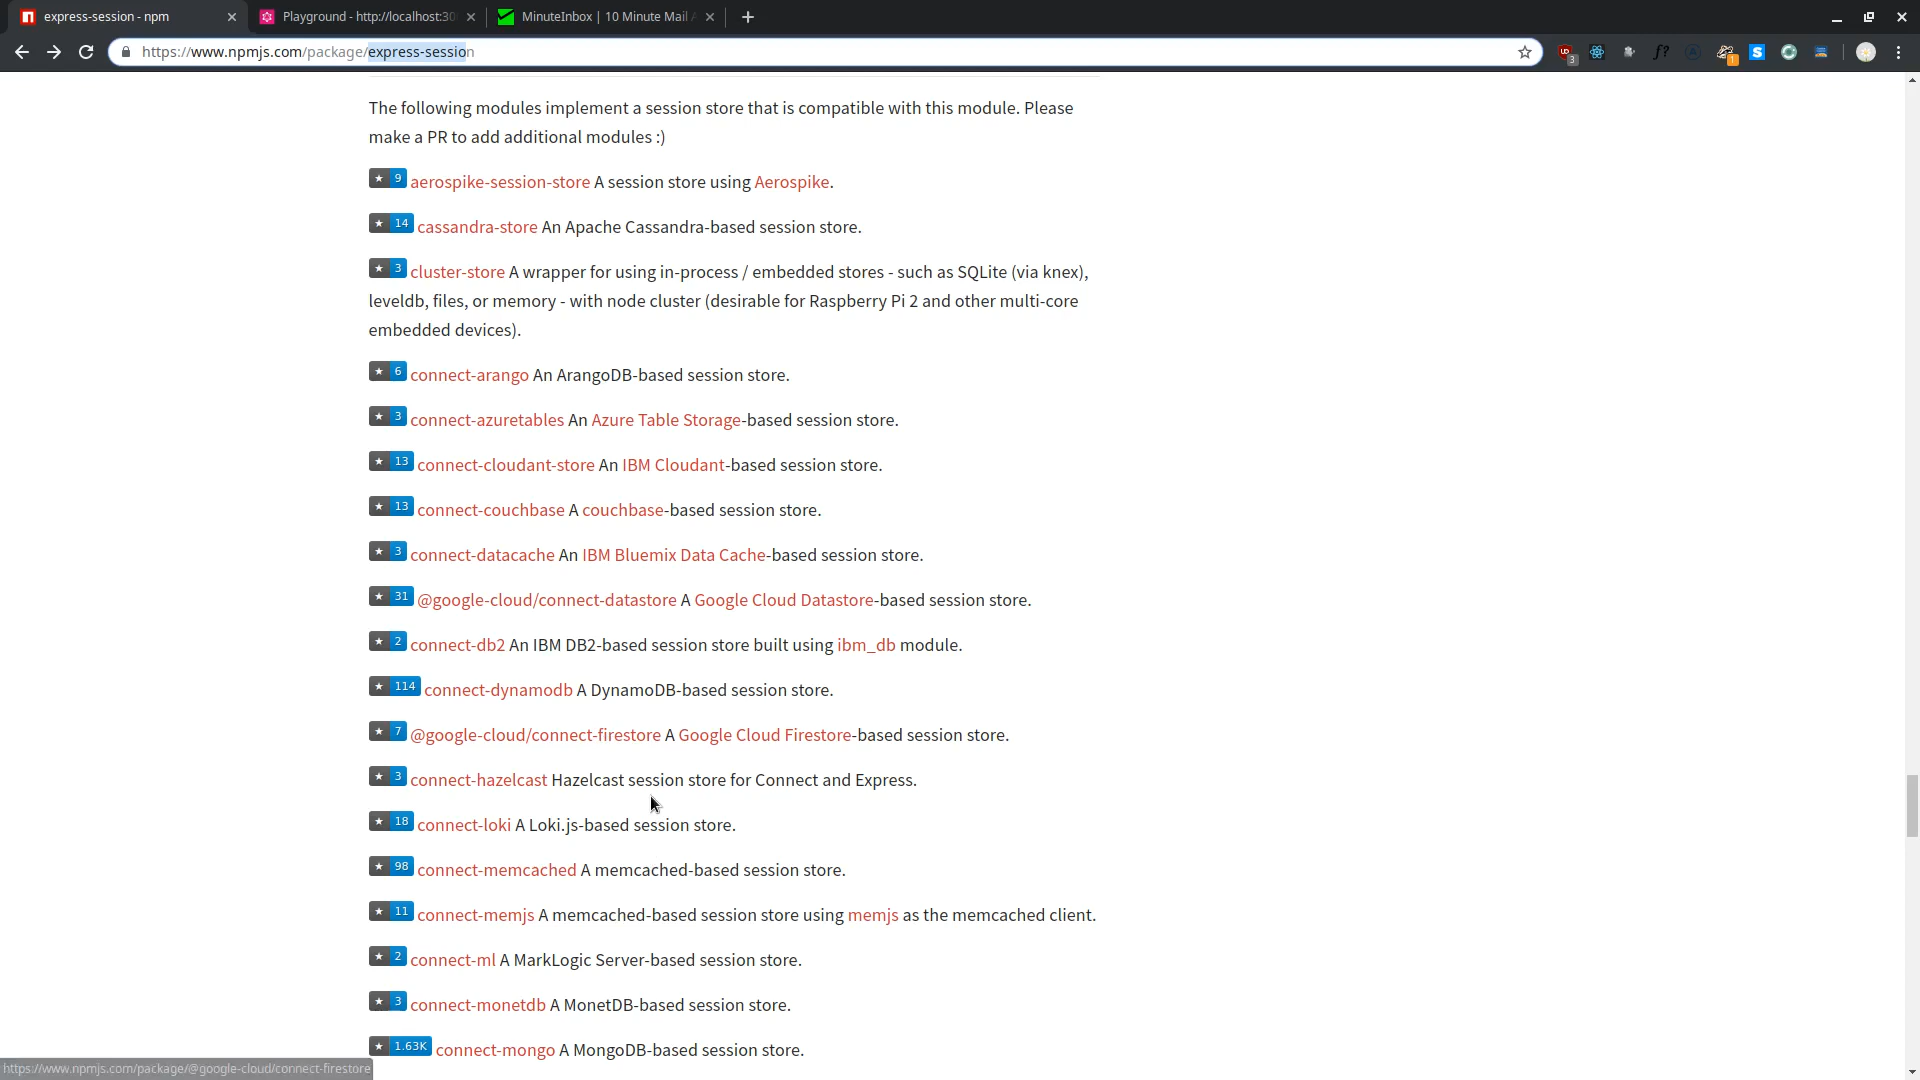 express-session - npm
Playground - http://localhost:30
MinuteInbox | 10 Minute Mail
https://www.npmjs.com/package/express-session
3
1
The following modules implement a session store that is compatible with this module. Please
make a PR to add additional modules :)
★ 9 aerospike-session-store A session store using Aerospike.
★ 14 cassandra-store An Apache Cassandra-based session store.
★ 3 cluster-store A wrapper for using in-process / embedded stores - such as SQLite (via knex),
leveldb, files, or memory - with node cluster (desirable for Raspberry Pi 2 and other multi-core
embedded devices).
★ 6 connect-arango An ArangoDB-based session store.
★ 3 connect-azuretables An Azure Table Storage-based session store.
★ 13 connect-cloudant-store An IBM Cloudant-based session store.
★ 13 connect-couchbase A couchbase-based session store.
★ 3 connect-datacache An IBM Bluemix Data Cache-based session store.
★ 31 @google-cloud/connect-datastore A Google Cloud Datastore-based session store.
★ 2 connect-db2 An IBM DB2-based session store built using ibm_db module.
★ 114 connect-dynamodb A DynamoDB-based session store.
★ 7 @google-cloud/connect-firestore A Google Cloud Firestore-based session store.
★ 3 connect-hazelcast Hazelcast session store for Connect and Express.
★ 18 connect-loki A Loki.js-based session store.
★ 98 connect-memcached A memcached-based session store.
★ 11 connect-memjs A memcached-based session store using memjs as the memcached client.
★ 2 connect-ml A MarkLogic Server-based session store.
★ 3 connect-monetdb A MonetDB-based session store.
★ 1.63K connect-mongo A MongoDB-based session store.
https://www.npmjs.com/package/@google-cloud/connect-firestore